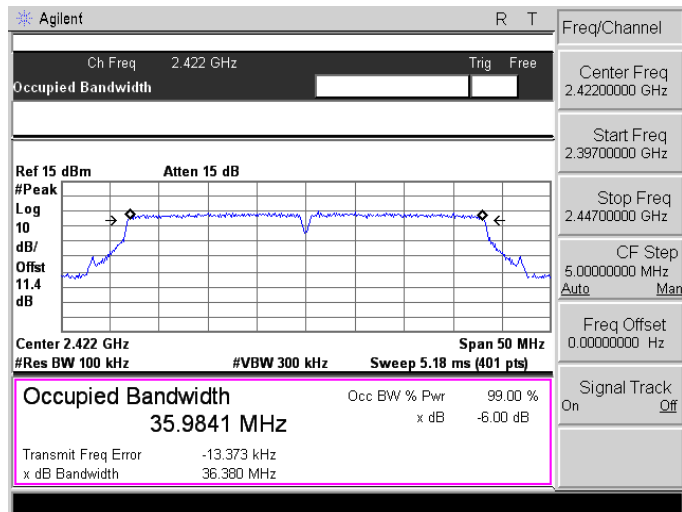 Agilent R T
Ch Freq 2.422 GHz Trig Free
Occupied Bandwidth
Ref 15 dBm Atten 15 dB
#Peak
Log
10
dB/
Offst
11.4
dB
Center 2.422 GHz Span 50 MHz
#Res BW 100 kHz #VBW 300 kHz Sweep 5.18 ms (401 pts)
Occupied Bandwidth Occ BW % Pwr 99.00 %
35.9841 MHz x dB -6.00 dB
Transmit Freq Error -13.373 kHz
x dB Bandwidth 36.380 MHz
Freq/Channel
Center Freq
2.42200000 GHz
Start Freq
2.39700000 GHz
Stop Freq
2.44700000 GHz
CF Step
5.00000000 MHz
Auto Man
Freq Offset
0.00000000 Hz
Signal Track
On Off